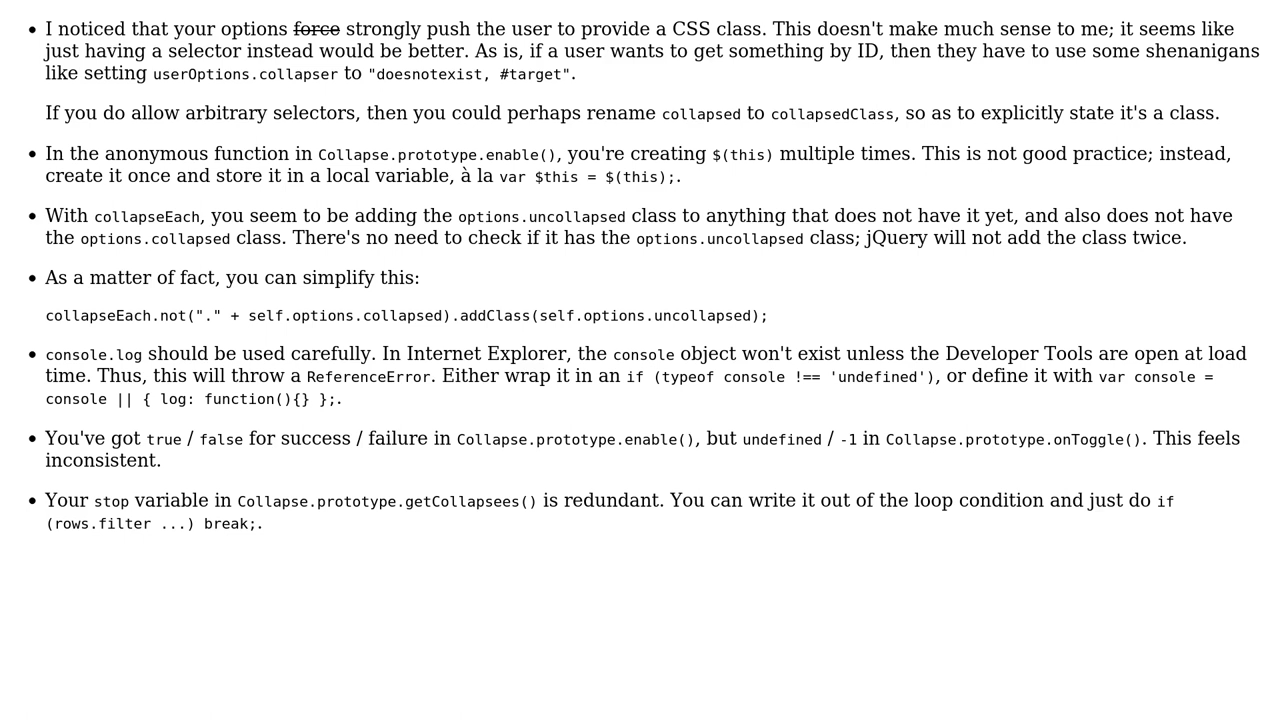 • I noticed that your options force strongly push the user to provide a CSS class. This doesn't make much sense to me; it seems like
just having a selector instead would be better. As is, if a user wants to get something by ID, then they have to use some shenanigans
like setting userOptions.collapser to "doesnotexist, #target".
If you do allow arbitrary selectors, then you could perhaps rename collapsed to collapsedClass, so as to explicitly state it's a class.
• In the anonymous function in Collapse.prototype.enable(), you're creating $(this) multiple times. This is not good practice; instead,
create it once and store it in a local variable, à la var $this = $(this);.
• With collapseEach, you seem to be adding the options.uncollapsed class to anything that does not have it yet, and also does not have
the options.collapsed class. There's no need to check if it has the options.uncollapsed class; jQuery will not add the class twice.
• As a matter of fact, you can simplify this:
collapseEach.not("." + self.options.collapsed).addClass(self.options.uncollapsed);
• console.log should be used carefully. In Internet Explorer, the console object won't exist unless the Developer Tools are open at load
time. Thus, this will throw a ReferenceError. Either wrap it in an if (typeof console !== 'undefined'), or define it with var console =
console || { log: function(){} };.
• You've got true / false for success / failure in Collapse.prototype.enable(), but undefined / -1 in Collapse.prototype.onToggle(). This feels
inconsistent.
• Your stop variable in Collapse.prototype.getCollapsees() is redundant. You can write it out of the loop condition and just do if
(rows.filter ...) break;.